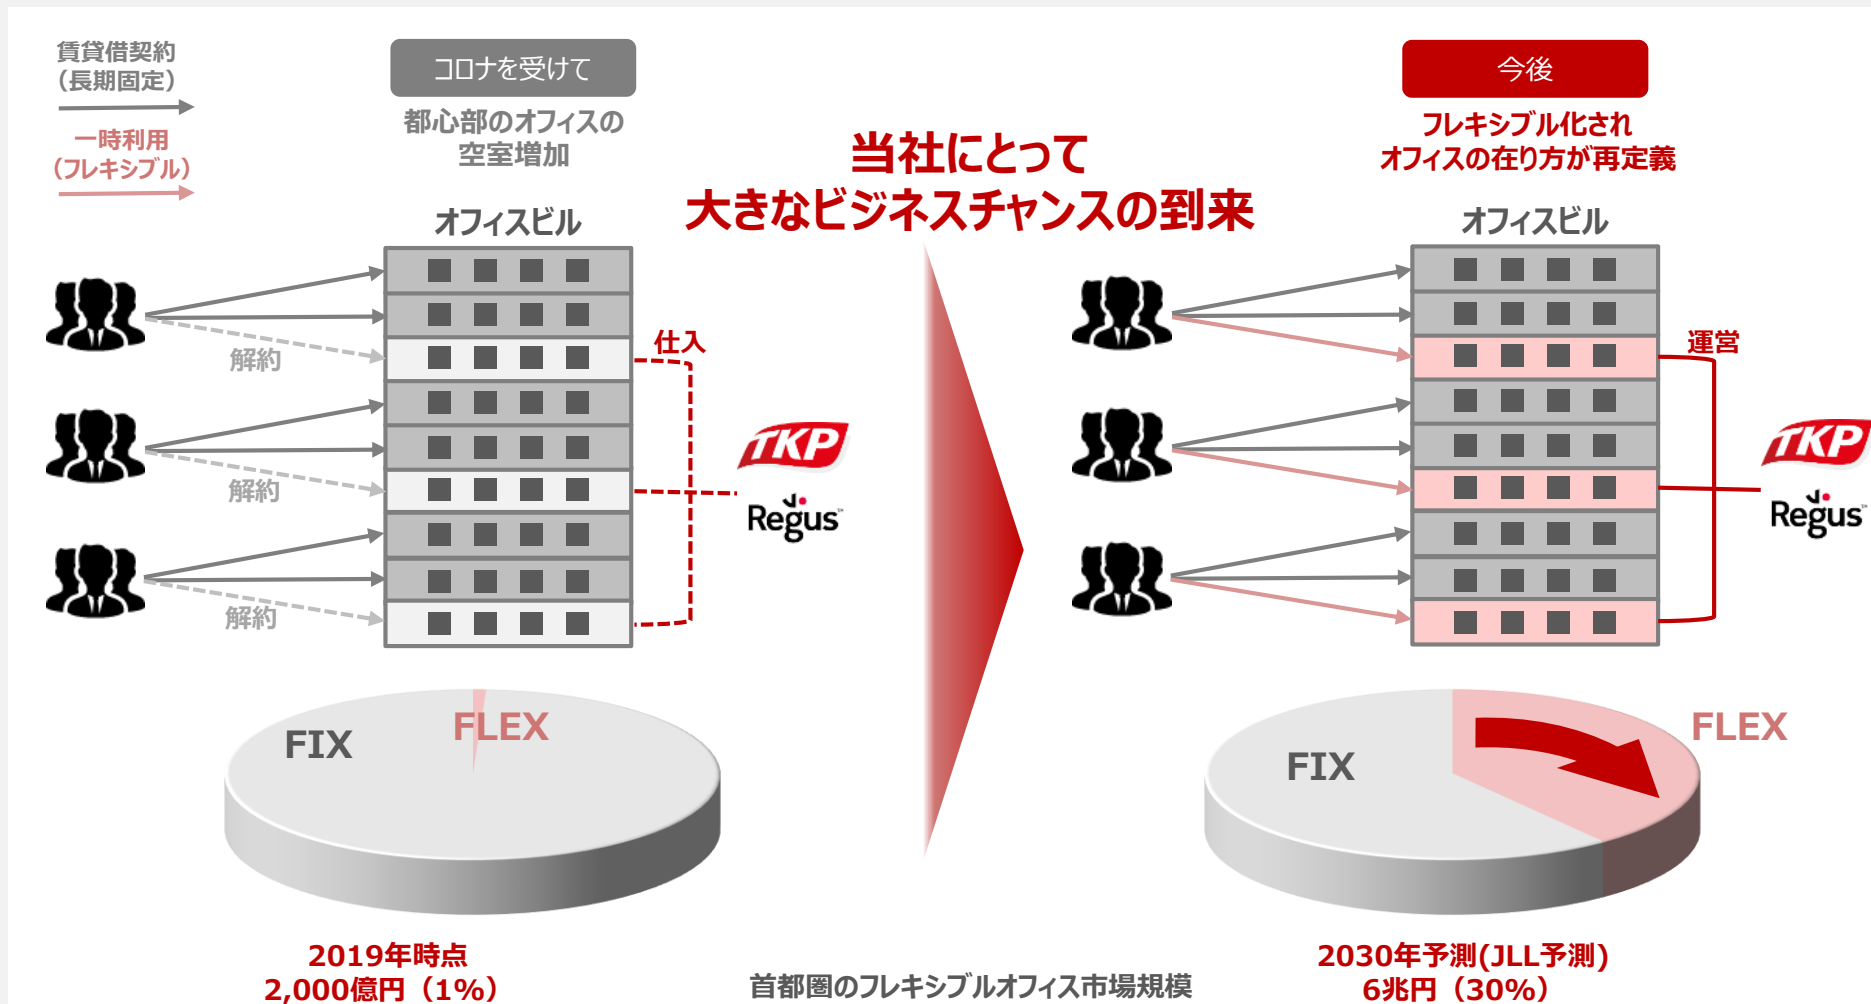 賃貸借契約
（長期固定）
一時利用
（フレキシブル）
コロナを受けて
都心部のオフィスの
空室増加
オフィスビル
解約
解約
解約
仕入
TKP
Regus
当社にとって
大きなビジネスチャンスの到来
今後
フレキシブル化され
オフィスの在り方が再定義
オフィスビル
運営
TKP
Regus
FIX
FLEX
FIX
FLEX
2019年時点
2,000億円（1%）
首都圏のフレキシブルオフィス市場規模
2030年予測(JLL予測)
6兆円（30%）